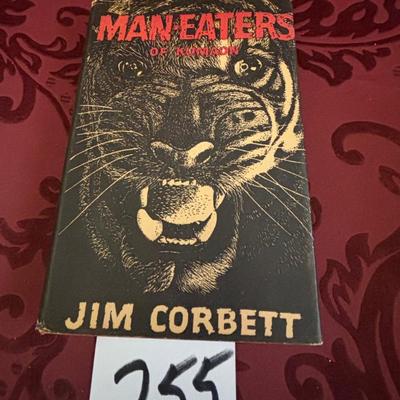 MAN-EATERS
OF KUMAON
JIM CORBETT
255